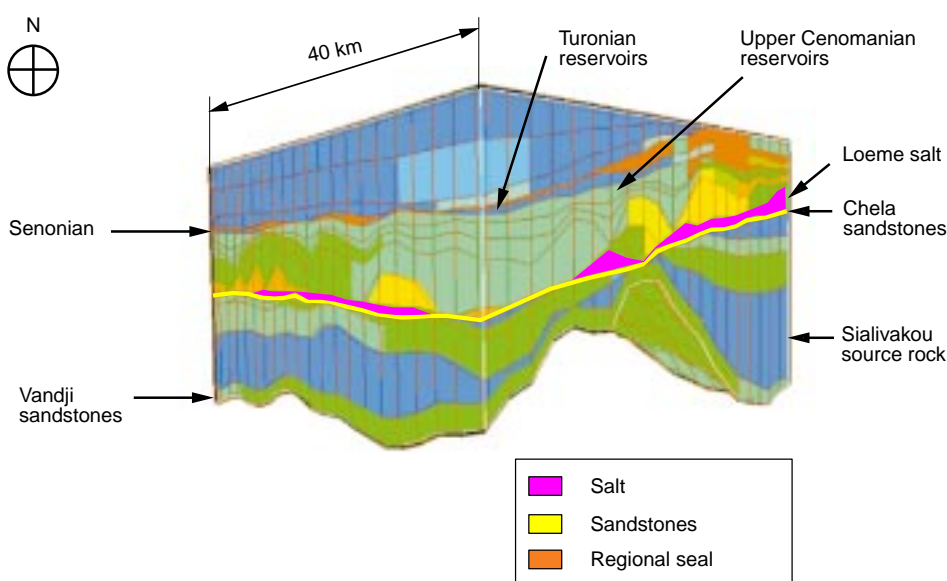 N
40 km
Turonian
reservoirs
Upper Cenomanian
reservoirs
Loeme salt
Chela
sandstones
Senonian
Sialivakou
source rock
Vandji
sandstones
Salt
Sandstones
Regional seal